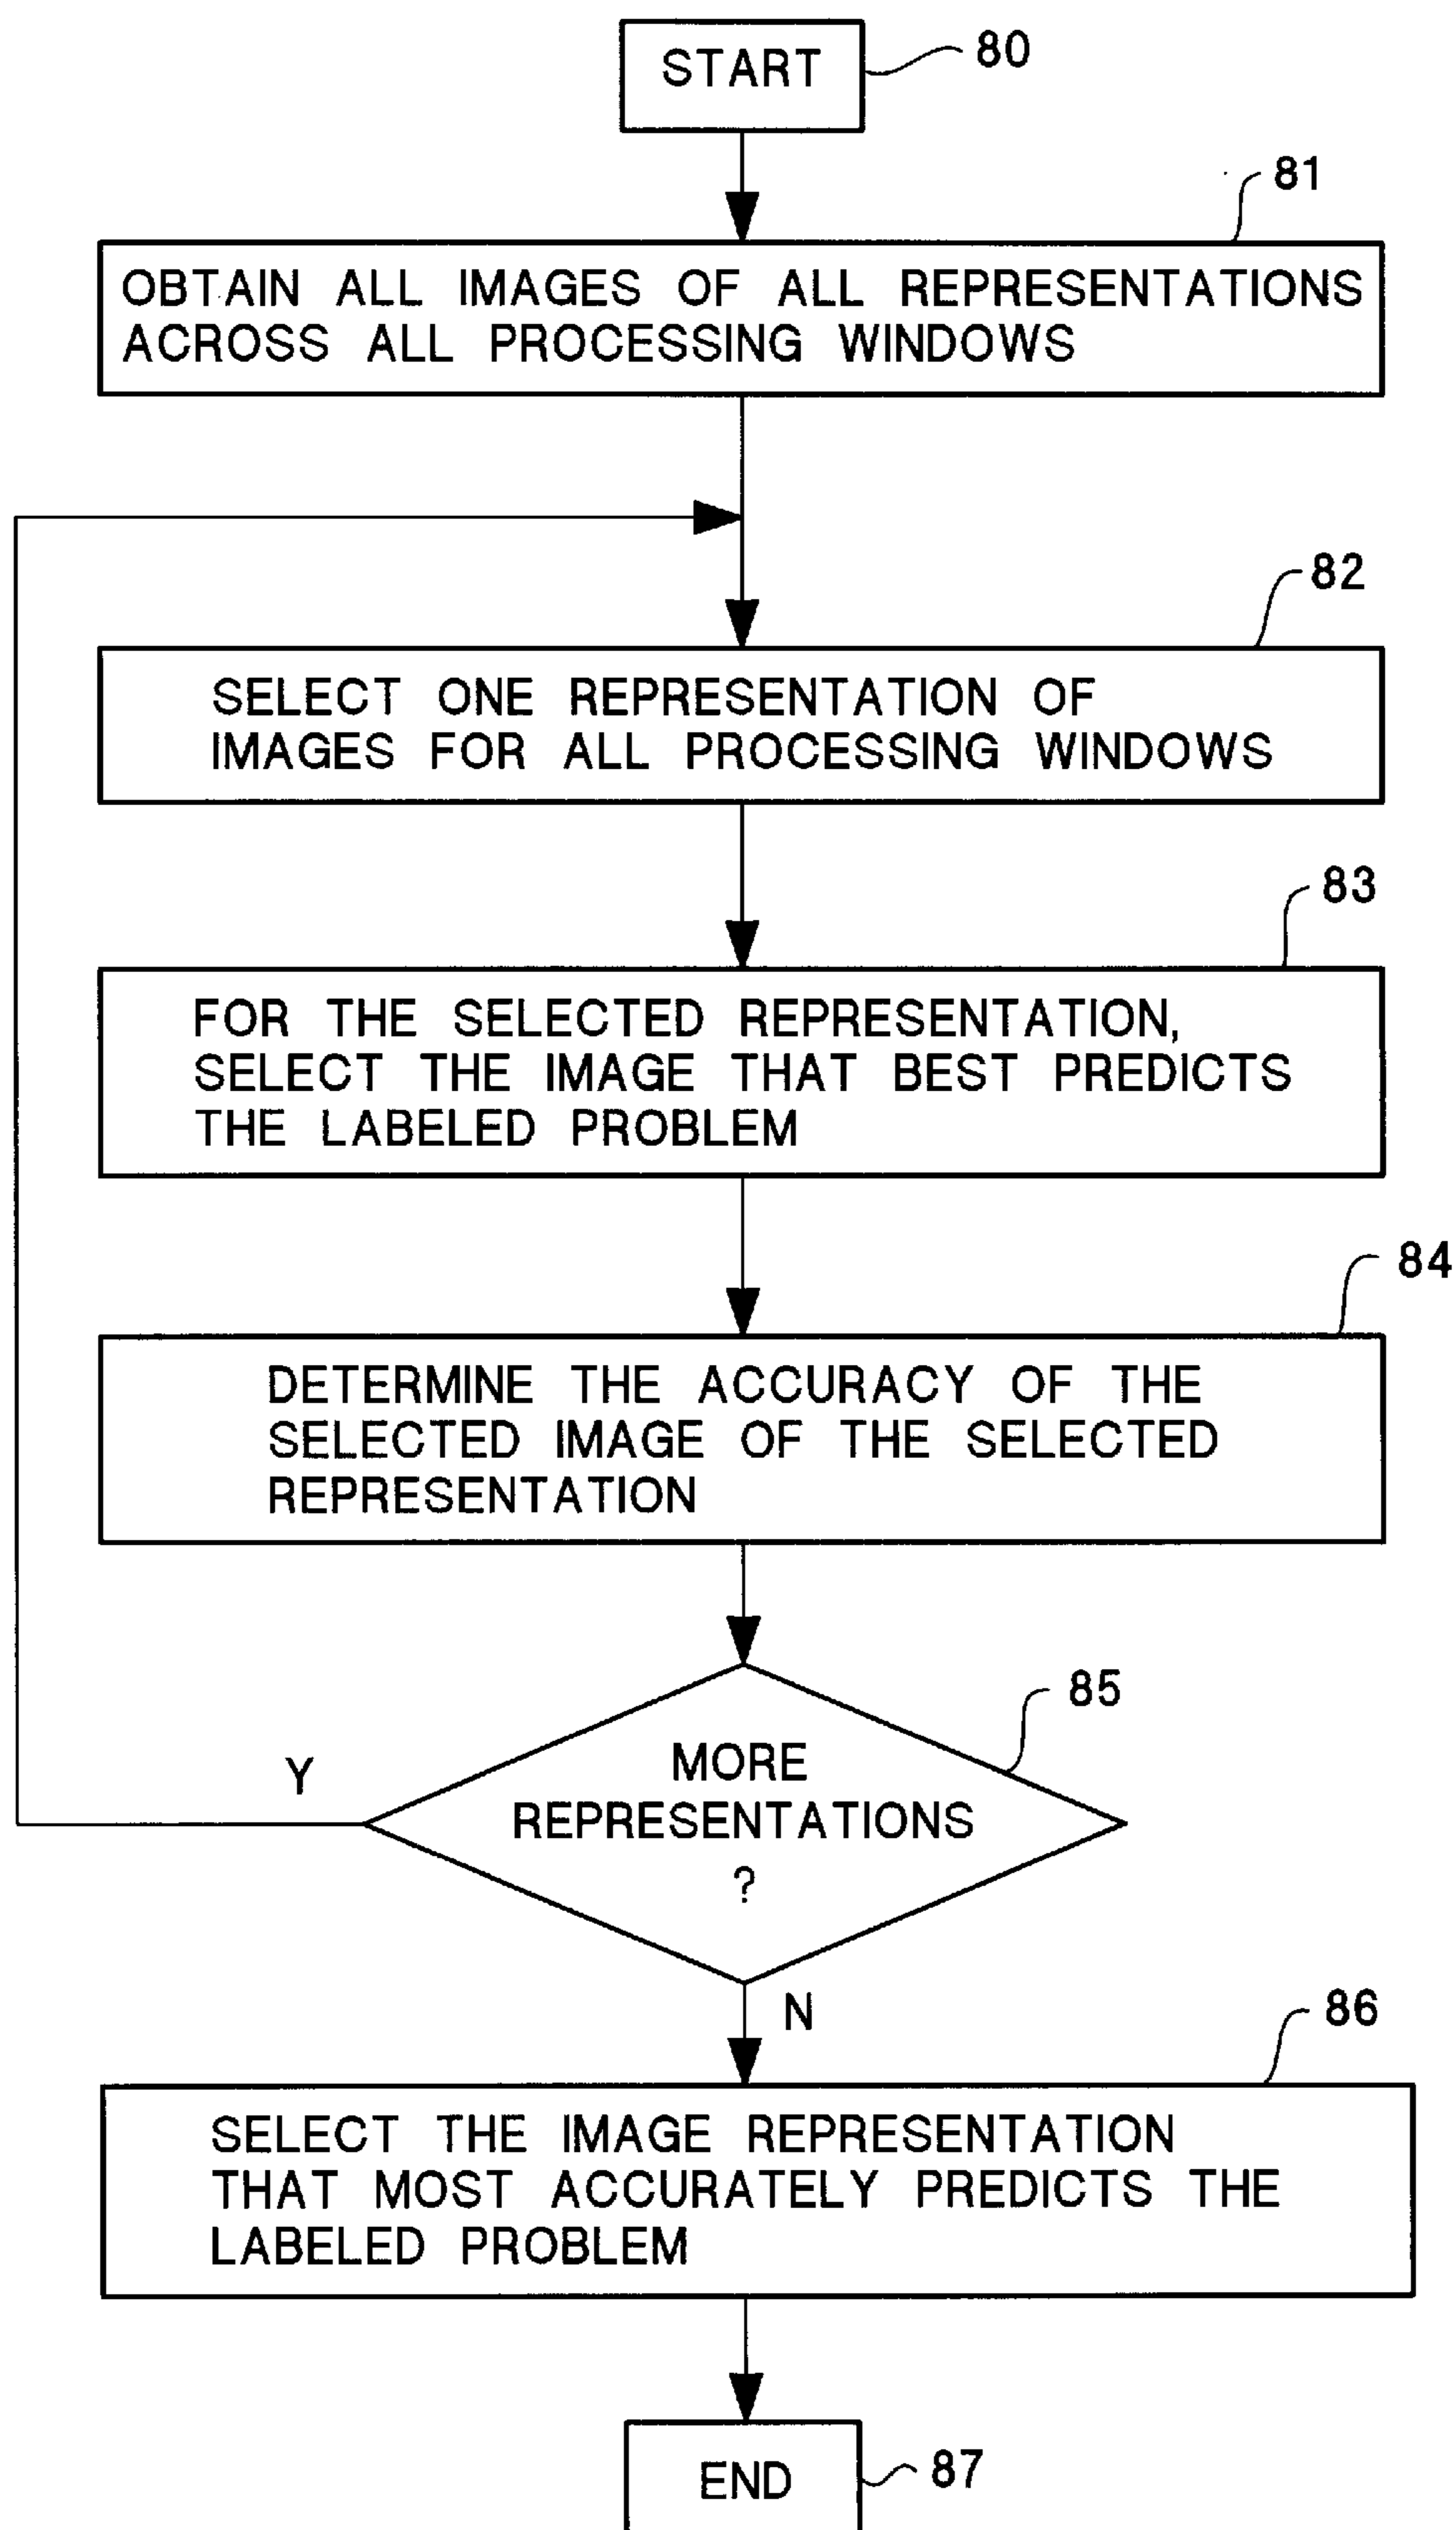 START
80
81
OBTAIN ALL IMAGES OF ALL REPRESENTATIONS
ACROSS ALL PROCESSING WINDOWS
82
SELECT ONE REPRESENTATION OF
IMAGES FOR ALL PROCESSING WINDOWS
83
FOR THE SELECTED REPRESENTATION,
SELECT THE IMAGE THAT BEST PREDICTS
THE LABELED PROBLEM
84
DETERMINE THE ACCURACY OF THE
SELECTED IMAGE OF THE SELECTED
REPRESENTATION
85
MORE
REPRESENTATIONS
?
Y
N
86
SELECT THE IMAGE REPRESENTATION
THAT MOST ACCURATELY PREDICTS THE
LABELED PROBLEM
END
87